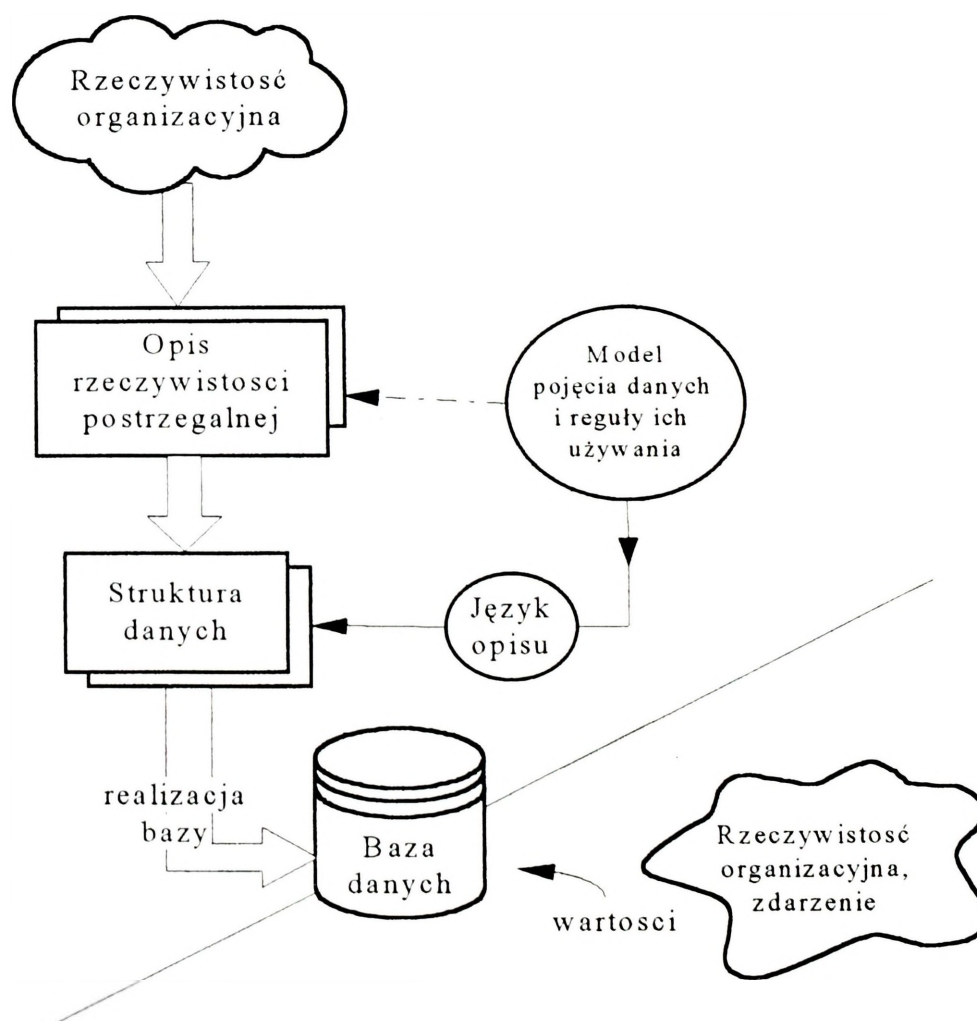 Rzeczywistość
organizacyjna
Opis
rzeczywistosci
postrzegalnej
Model
pojęcia danych
i reguły ich
używania
Struktura
danych
Język
opisu
realizacja
bazy
Baza
danych
Rzeczywistosć
organizacyjna,
zdarzenie
wartosci